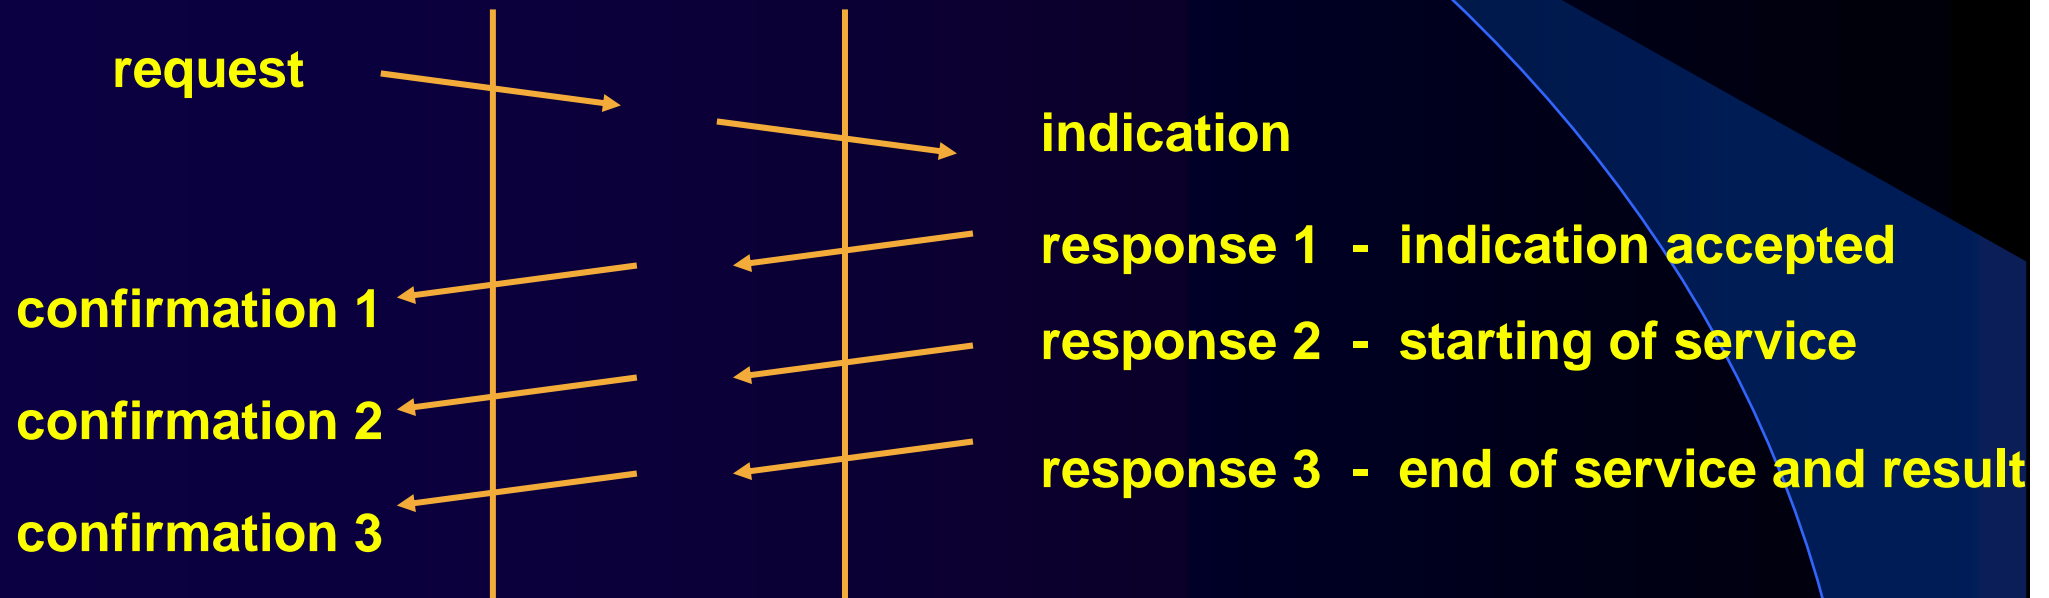 request
indication
response 1 - indication accepted
confirmation 1
response 2 - starting of service
confirmation 2
response 3 - end of service and result
confirmation 3